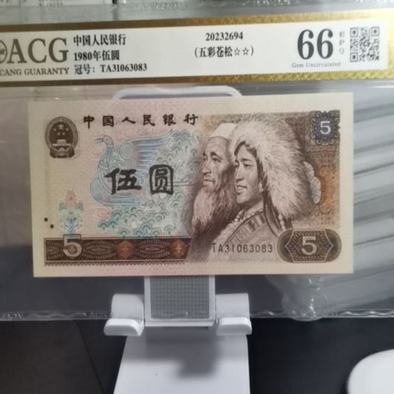 ACG
CANG GUARANTY
中国人民银行
1980年伍圆
冠号: TA31063083
20232694
(五彩苍松☆☆)
66 EPQ
Gem Uncirculated
中国人民银行
5
伍圆
TA31063083
5
5